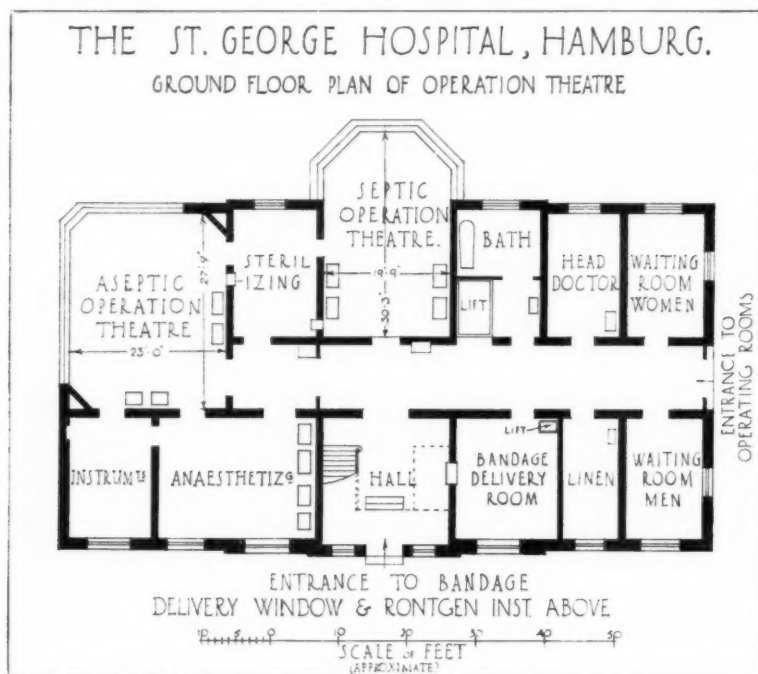 THE ST. GEORGE HOSPITAL, HAMBURG.
GROUND FLOOR PLAN OF OPERATION THEATRE
SEPTIC
OPERATION
THEATRE.
19'·9"
30'·3"
ASEPTIC
OPERATION
THEATRE
27'·9"
23'·0"
STERIL
IZING
BATH
LIFT
HEAD
DOCTOR
WAITING
ROOM
WOMEN
ENTRANCE TO
OPERATING ROOMS
INSTRUMTS
ANAESTHETIZG
HALL
LIFT
BANDAGE
DELIVERY
ROOM
LINEN
WAITING
ROOM
MEN
ENTRANCE TO BANDAGE
DELIVERY WINDOW & RONTGEN INST. ABOVE
10 5 0 10 20 30 40 50
SCALE OF FEET
(APPROXIMATE)